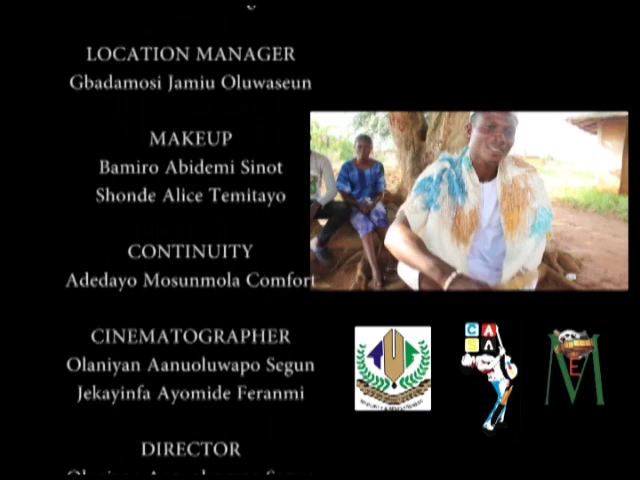 LOCATION MANAGER
Gbadamosi Jamiu Oluwaseun
MAKEUP
Bamiro Abidemi Sinot
Shonde Alice Temitayo
CONTINUITY
Adedayo Mosunmola Comfort
CINEMATOGRAPHER
Olaniyan Aanuoluwapo Segun
Jekayinfa Ayomide Feranmi
DIRECTOR
C A
S A
M
E